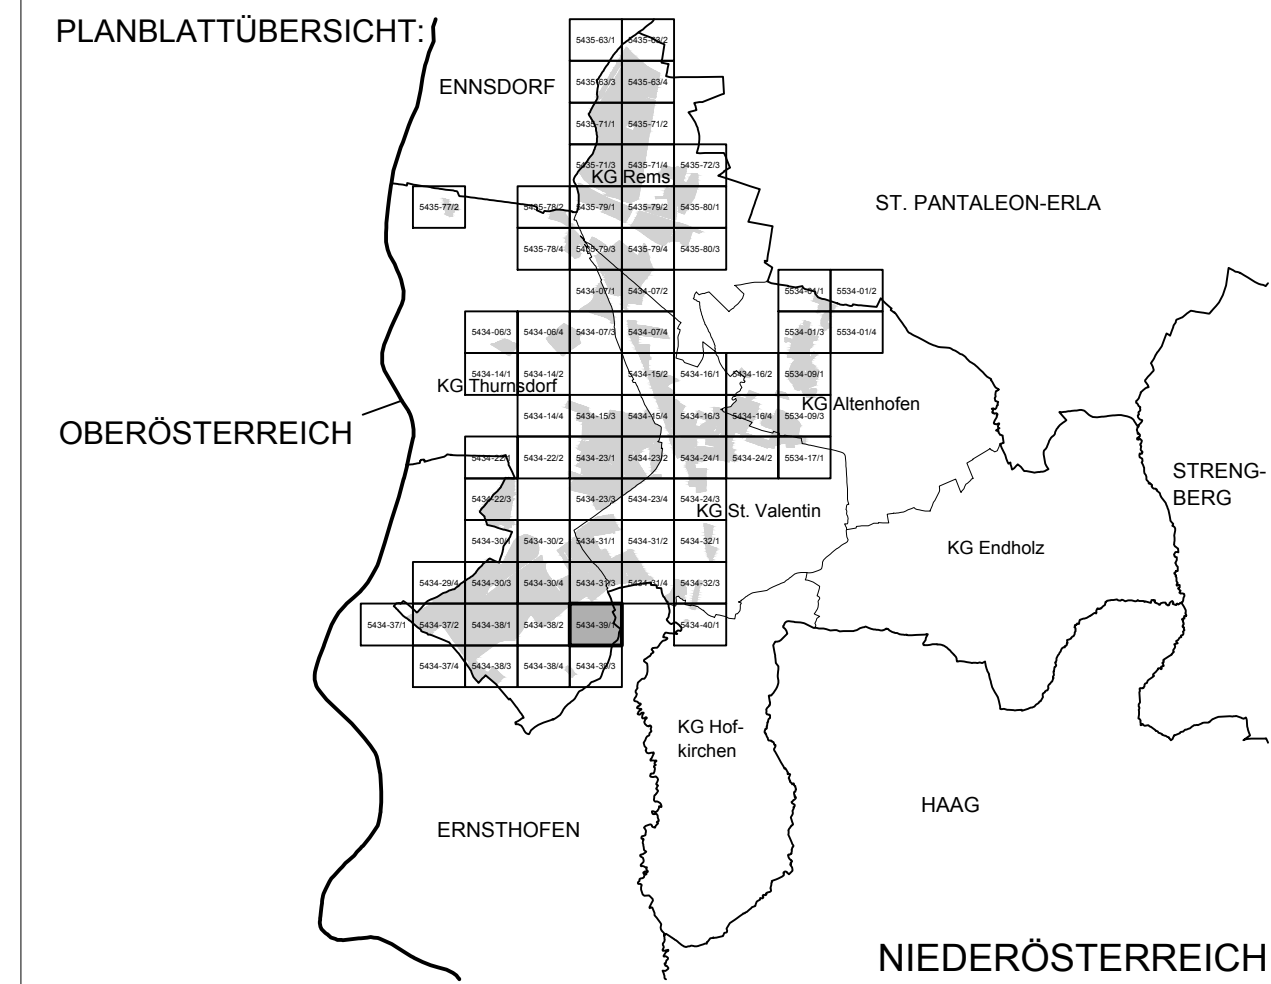 PLANBLATTÜBERSICHT:
5435-63/1 5435-63/2
ENNSDORF
5435-63/3 5435-63/4
5435-71/1 5435-71/2
5435-71/3 5435-71/4 5435-72/3
KG Rems
5435-77/2 5435-78/2 5435-79/1 5435-79/2 5435-80/1
ST. PANTALEON-ERLA
5435-78/4 5435-79/3 5435-79/4 5435-80/3
5434-07/1 5434-07/2 5534-01/1 5534-01/2
5434-06/3 5434-06/4 5434-07/3 5434-07/4 5534-01/3 5534-01/4
5434-14/1 5434-14/2 5434-15/2 5434-16/1 5434-16/2 5534-09/1
KG Thurnsdorf
KG Altenhofen
5434-14/4 5434-15/3 5434-15/4 5434-16/3 5434-16/4 5534-09/3
OBERÖSTERREICH
5434-22/1 5434-22/2 5434-23/1 5434-23/2 5434-24/1 5434-24/2 5534-17/1
STRENG-
BERG
5434-22/3 5434-23/3 5434-23/4 5434-24/3
KG St. Valentin
5434-30/1 5434-30/2 5434-31/1 5434-31/2 5434-32/1
KG Endholz
5434-29/4 5434-30/3 5434-30/4 5434-31/3 5434-31/4 5434-32/3
5434-37/1 5434-37/2 5434-38/1 5434-38/2 5434-39/1 5434-40/1
5434-37/4 5434-38/3 5434-38/4 5434-39/3
KG Hof-
kirchen
HAAG
ERNSTHOFEN
NIEDERÖSTERREICH